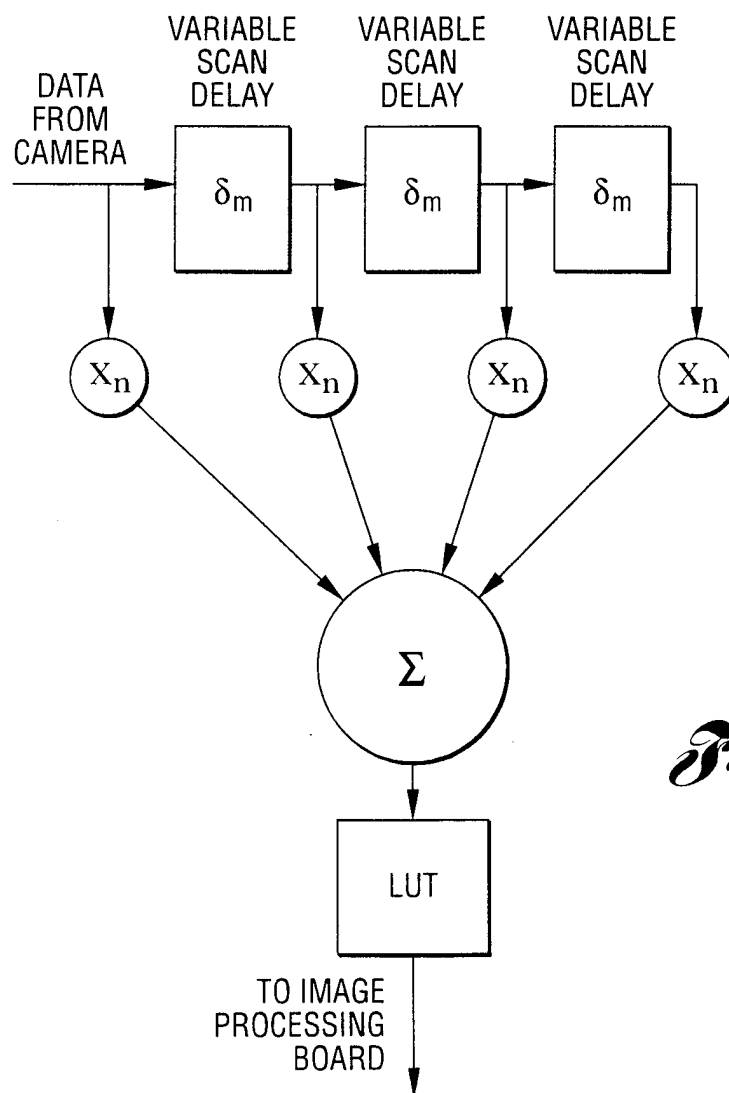 VARIABLE
SCAN
DELAY
VARIABLE
SCAN
DELAY
VARIABLE
SCAN
DELAY
DATA
FROM
CAMERA
δm
δm
δm
Xn
Xn
Xn
Xn
Σ
LUT
TO IMAGE
PROCESSING
BOARD